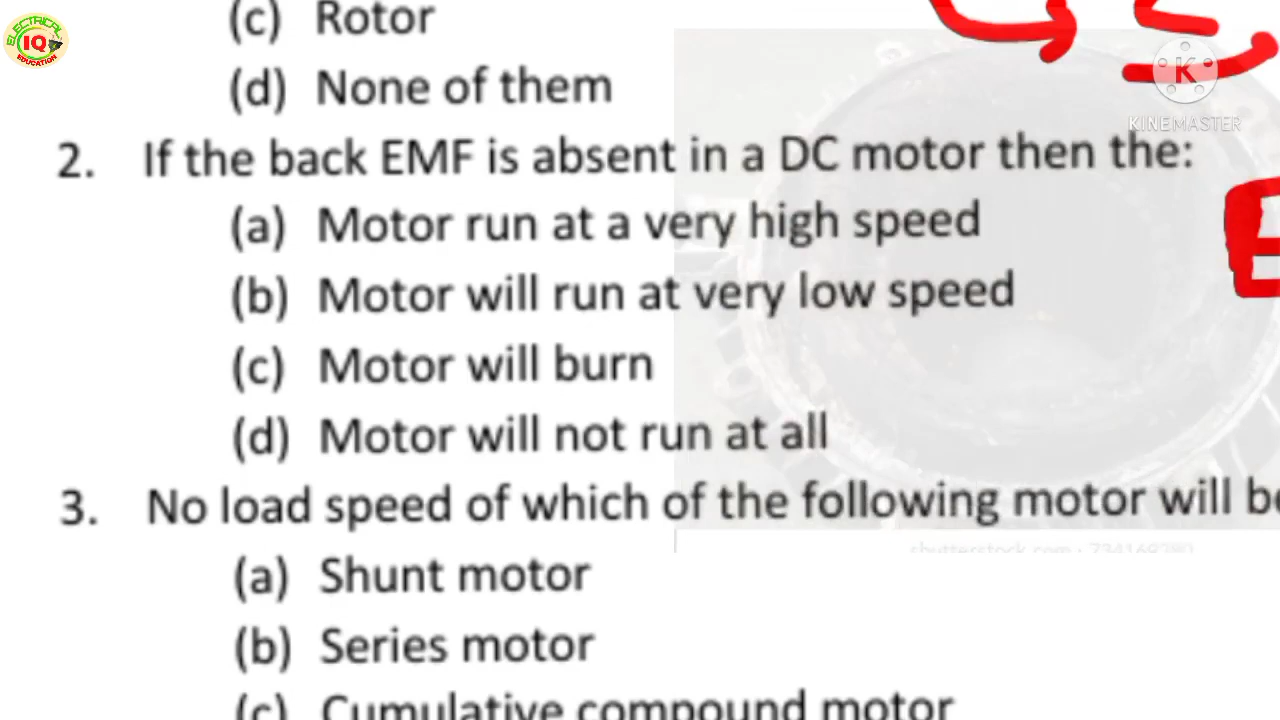 ELECTRICAL
IQ
EDUCATION
(c) Rotor
(d) None of them
KINEMASTER
2. If the back EMF is absent in a DC motor then the:
(a) Motor run at a very high speed
(b) Motor will run at very low speed
(c) Motor will burn
(d) Motor will not run at all
3. No load speed of which of the following motor will be
(a) Shunt motor
(b) Series motor
(c) Cumulative compound motor